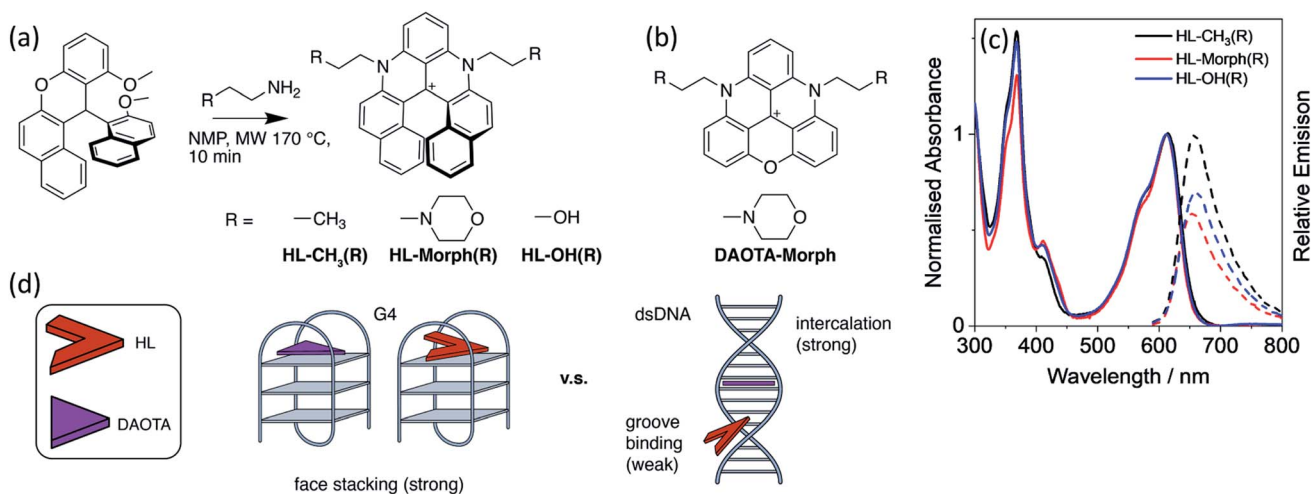 (a)
O
O
O
R
NH2
NMP, MW 170 °C,
10 min
R
R
N
N
+
R = —CH3
N
O
—OH
HL-CH3(R)
HL-Morph(R)
HL-OH(R)
(b)
R
R
N
N
+
O
N
O
DAOTA-Morph
(c)
HL-CH3(R)
HL-Morph(R)
HL-OH(R)
Normalised Absorbance
1
0
300 400 500 600 700 800
Wavelength / nm
Relative Emisison
(d)
HL
DAOTA
G4
face stacking (strong)
v.s.
dsDNA
intercalation
(strong)
groove
binding
(weak)